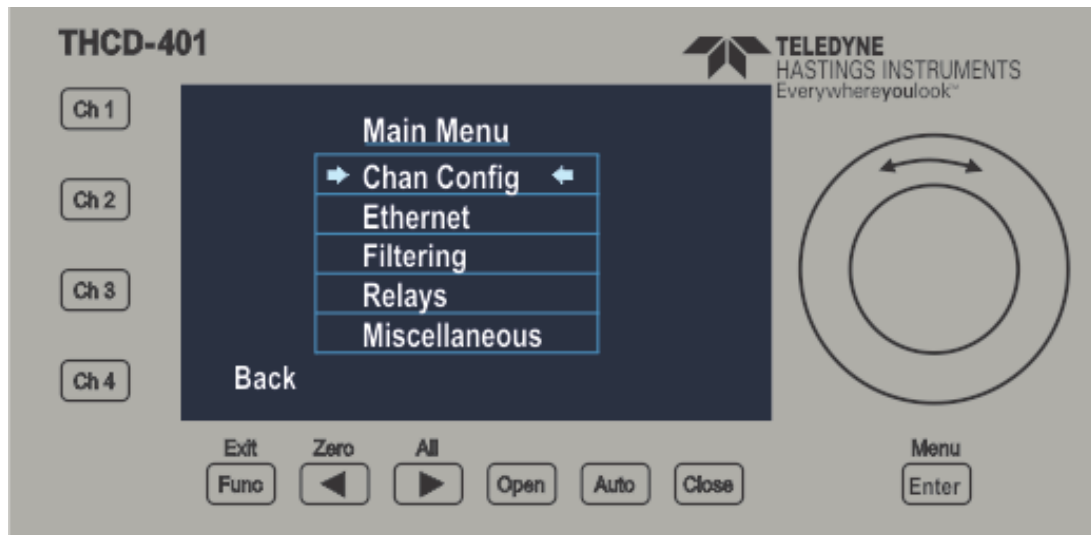 THCD-401
TELEDYNE
HASTINGS INSTRUMENTS
Everywhereyoulook™
Ch 1
Ch 2
Ch 3
Ch 4
Main Menu
Chan Config
Ethernet
Filtering
Relays
Miscellaneous
Back
Exit Zero All Menu
Func Open Auto Close Enter